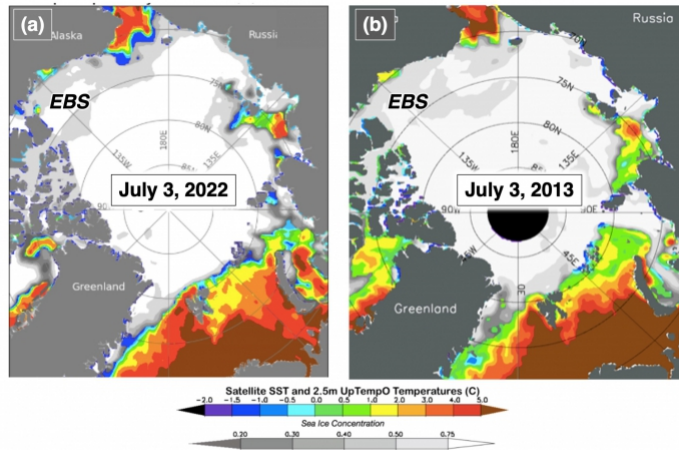 (a)
Alaska
Russia
EBS
75N
80N
180E
135W
135E
85
July 3, 2022
90
Greenland
(b)
Russia
EBS
75N
80N
180E
135W
135E
85
July 3, 2013
90W
90E
45W
45E
Greenland
Satellite SST and 2.5m UpTempO Temperatures (C)
-2.0 -1.5 -1.0 -0.5 0.0 0.5 1.0 2.0 3.0 4.0 5.0
Sea Ice Concentration
0.20 0.30 0.40 0.50 0.75